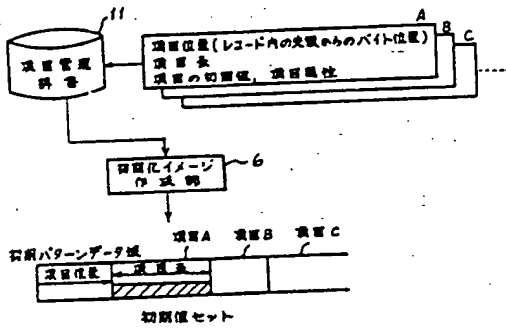 11
項目管理
辞書
A
B
C
項目位置(レコード内の先頭からのバイト位置)
項目長
項目の初期値, 項目属性
初期化イメージ
作成部
6
初期パターンデータ域
項目A
項目B
項目C
項目位置
項目長
初期値セット